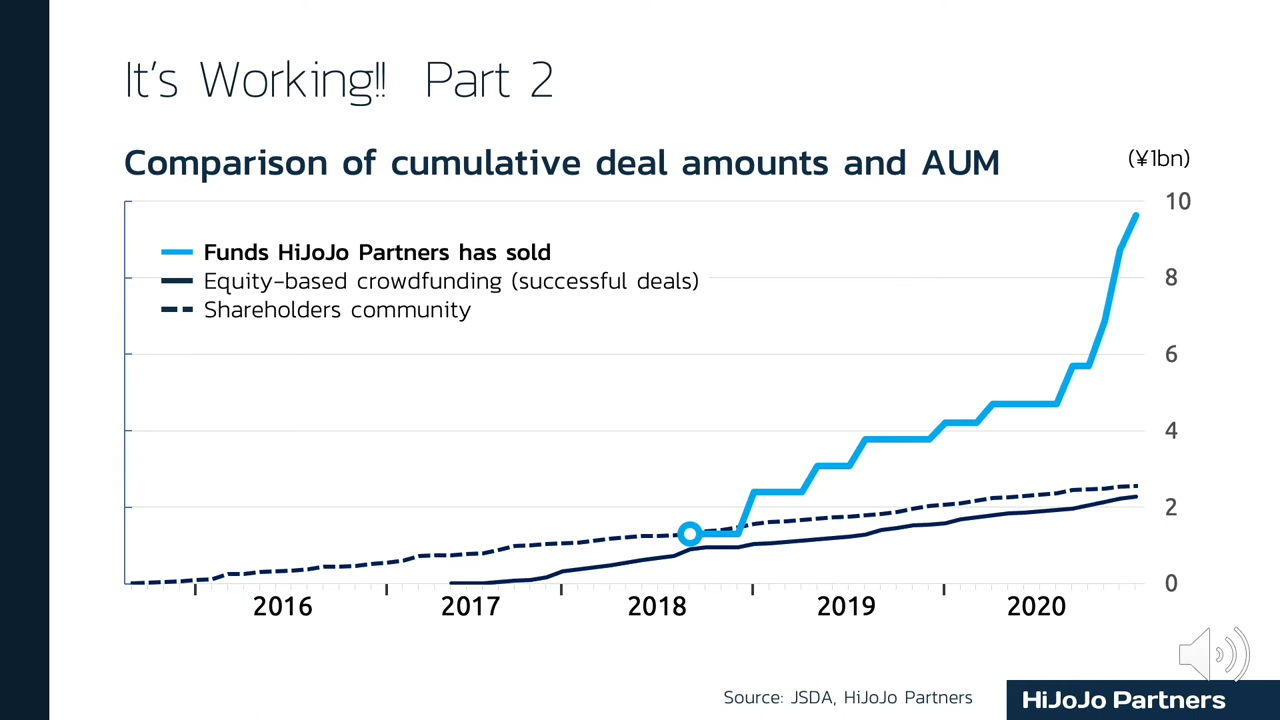 It's Working!! Part 2
Comparison of cumulative deal amounts and AUM
(¥1bn)
Funds HiJoJo Partners has sold
Equity-based crowdfunding (successful deals)
Shareholders community
10
8
6
4
2
0
2016 2017 2018 2019 2020
Source: JSDA, HiJoJo Partners
HiJoJo Partners